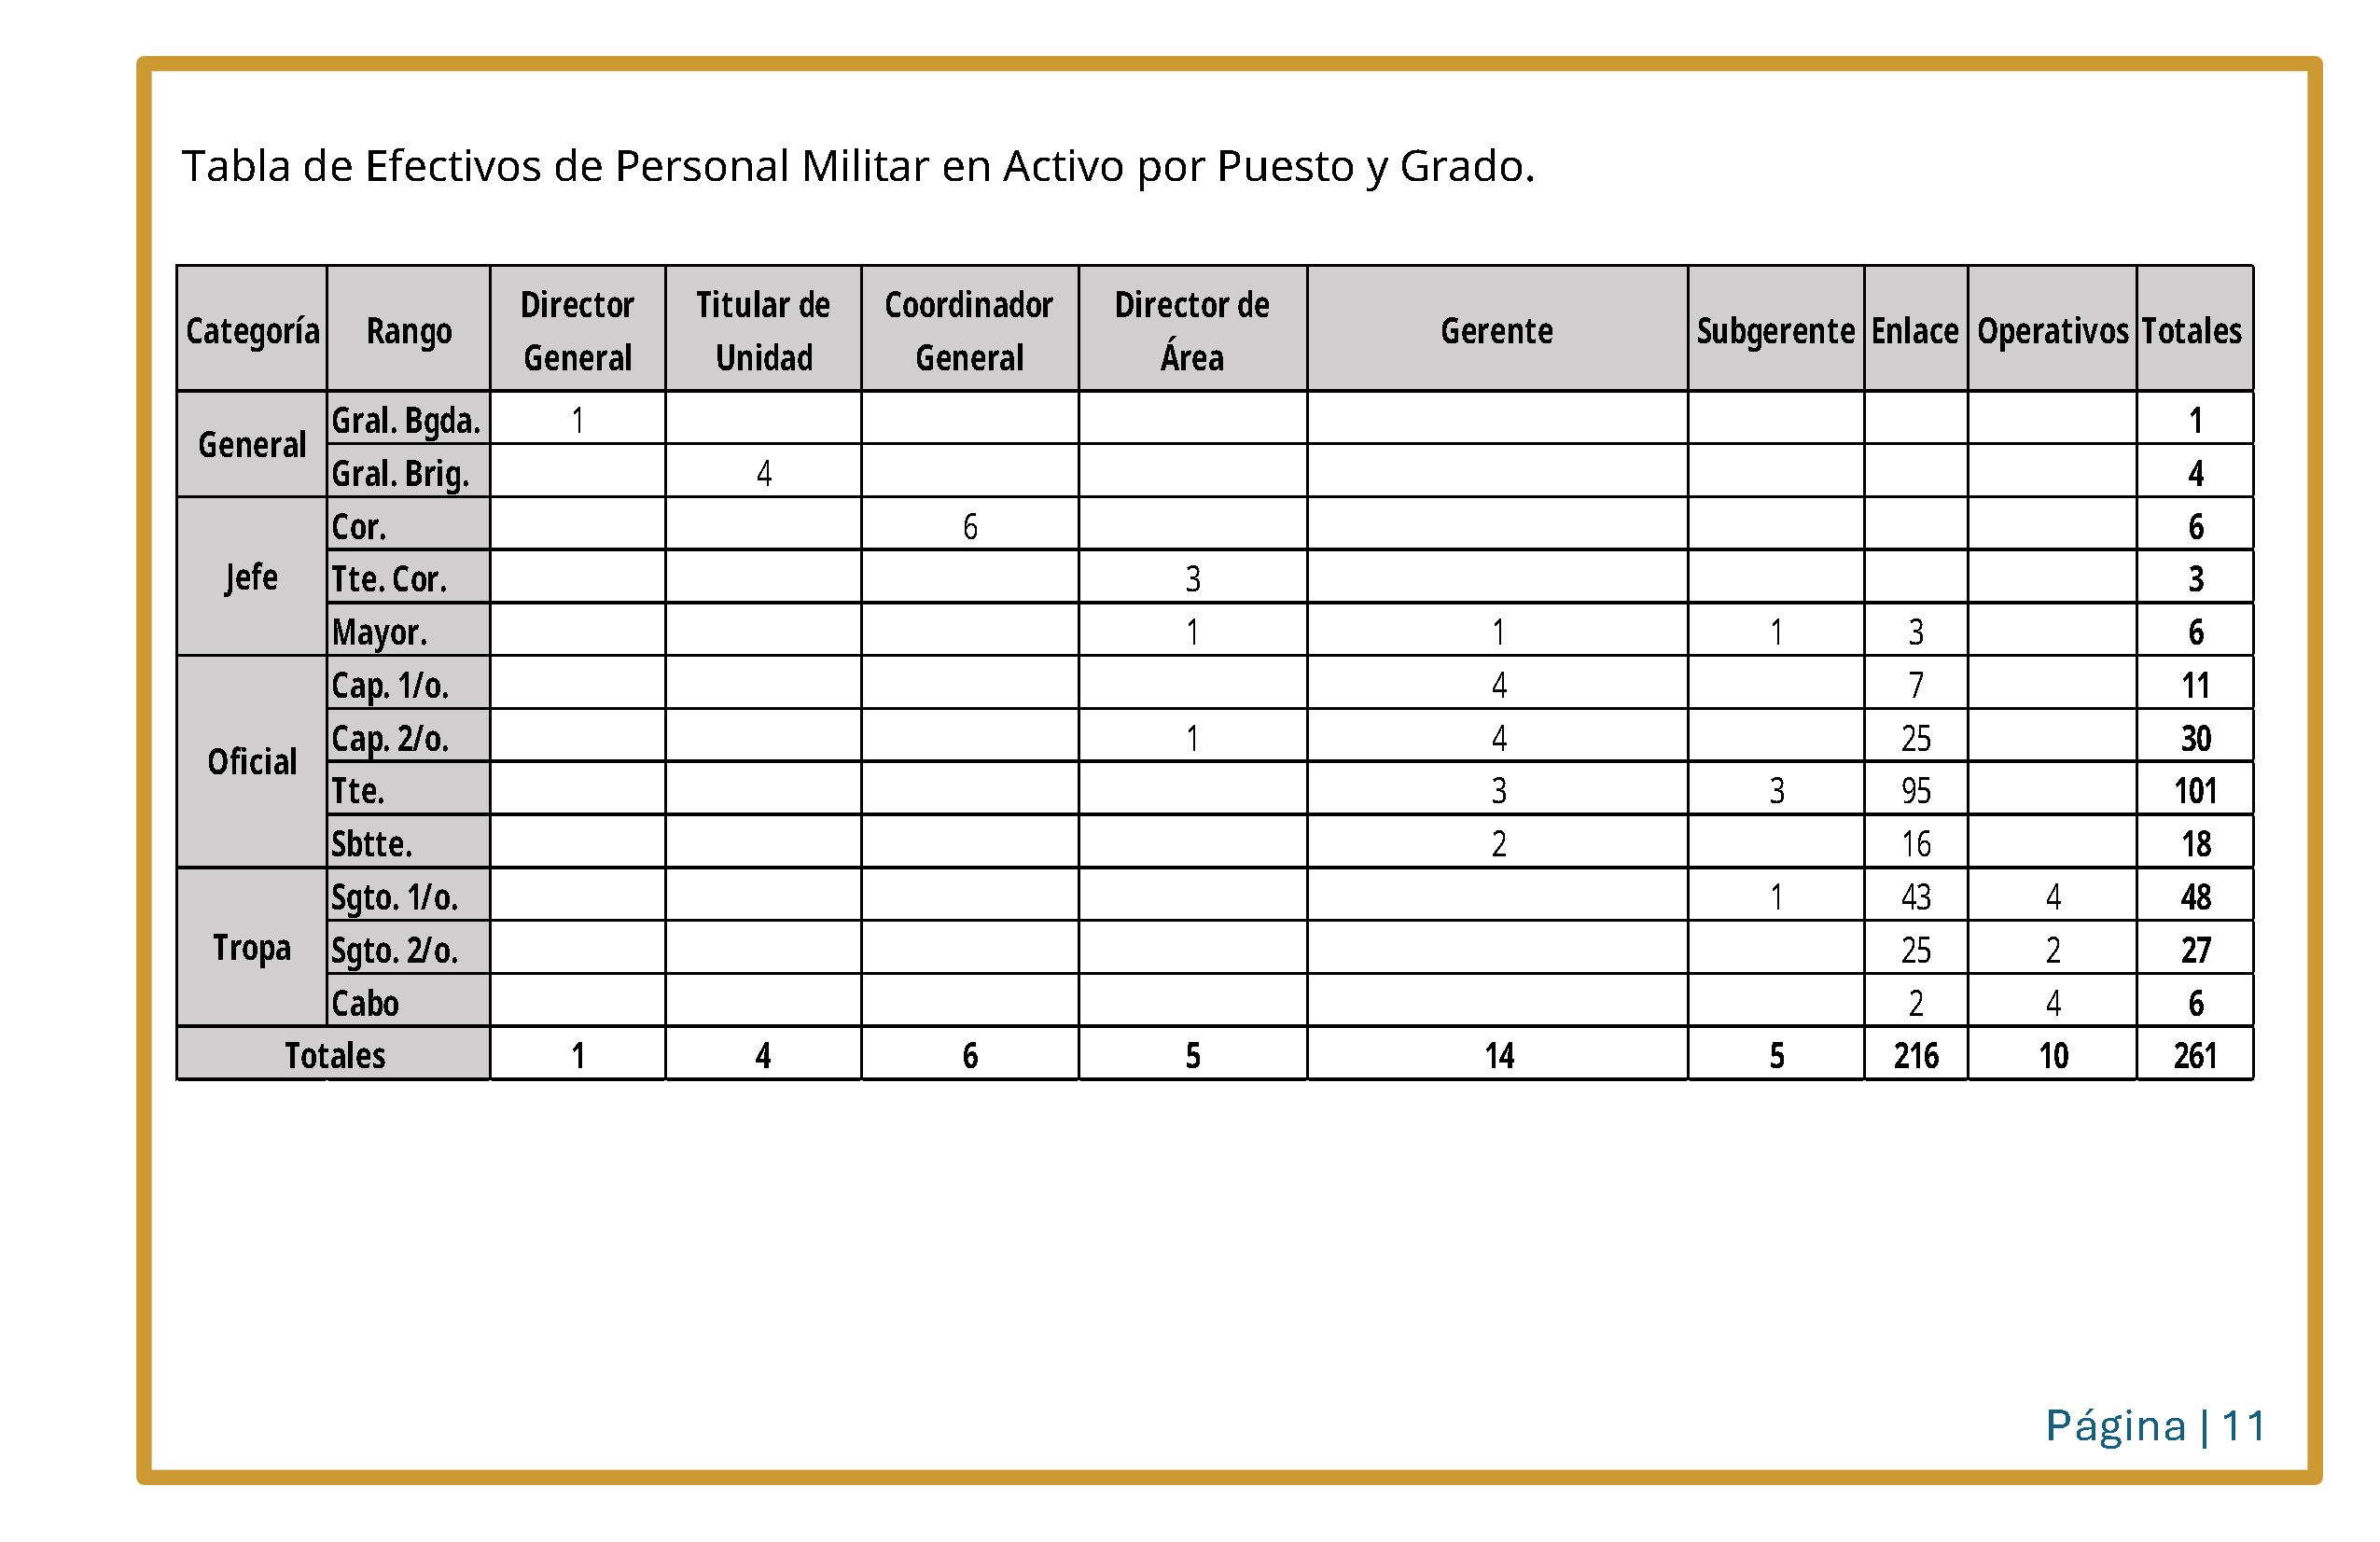 Tabla de Efectivos de Personal Militar en Activo por Puesto y Grado.
Categoría Rango Director General Titular de Unidad Coordinador General Director de Área Gerente Subgerente Enlace Operativos Totales
General Gral. Bgda. 1 1
Gral. Brig. 4 4
Jefe Cor. 6 6
Tte. Cor. 3 3
Mayor. 1 1 1 3 6
Oficial Cap. 1/o. 4 7 11
Cap. 2/o. 1 4 25 30
Tte. 3 3 95 101
Sbtte. 2 16 18
Tropa Sgto. 1/o. 1 43 4 48
Sgto. 2/o. 25 2 27
Cabo 2 4 6
Totales 1 4 6 5 14 5 216 10 261
Página | 11